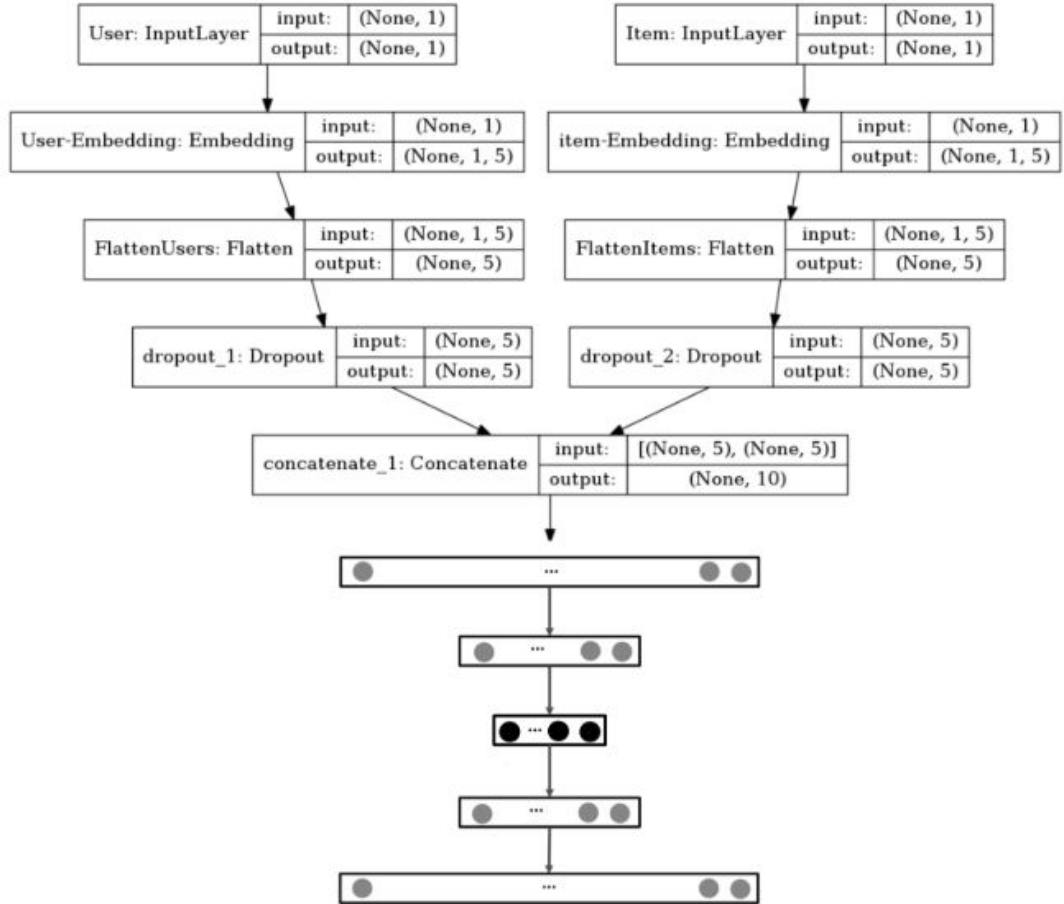 User: InputLayer input: (None, 1) output: (None, 1)
Item: InputLayer input: (None, 1) output: (None, 1)
User-Embedding: Embedding input: (None, 1) output: (None, 1, 5)
item-Embedding: Embedding input: (None, 1) output: (None, 1, 5)
FlattenUsers: Flatten input: (None, 1, 5) output: (None, 5)
FlattenItems: Flatten input: (None, 1, 5) output: (None, 5)
dropout_1: Dropout input: (None, 5) output: (None, 5)
dropout_2: Dropout input: (None, 5) output: (None, 5)
concatenate_1: Concatenate input: [(None, 5), (None, 5)] output: (None, 10)
...
...
...
...
...